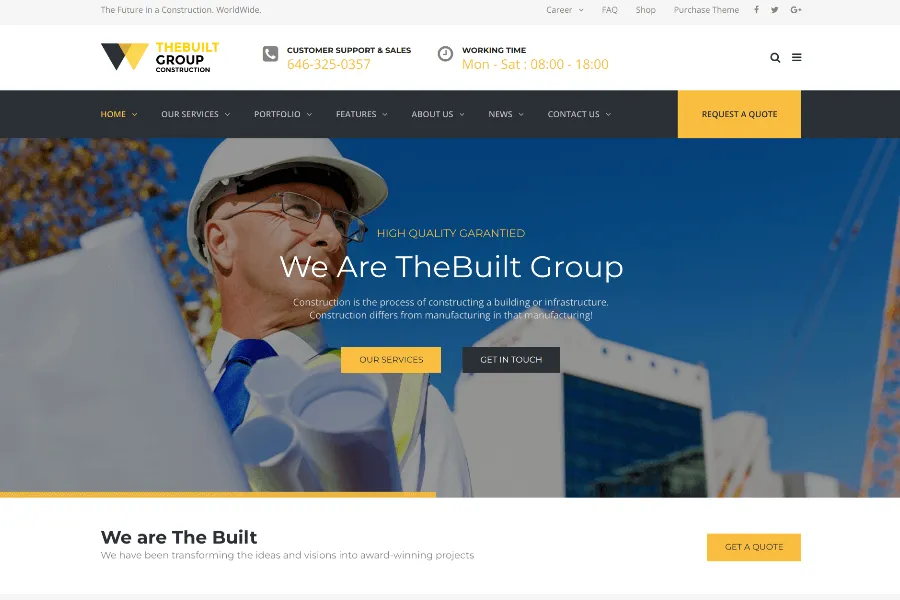 The Future in a Construction. WorldWide.
Career FAQ Shop Purchase Theme
THEBUILT
GROUP
CONSTRUCTION
CUSTOMER SUPPORT & SALES
646-325-0357
WORKING TIME
Mon - Sat : 08:00 - 18:00
HOME OUR SERVICES PORTFOLIO FEATURES ABOUT US NEWS CONTACT US REQUEST A QUOTE
HIGH QUALITY GARANTIED
We Are TheBuilt Group
Construction is the process of constructing a building or infrastructure.
Construction differs from manufacturing in that manufacturing!
OUR SERVICES GET IN TOUCH
We are The Built
We have been transforming the ideas and visions into award-winning projects
GET A QUOTE